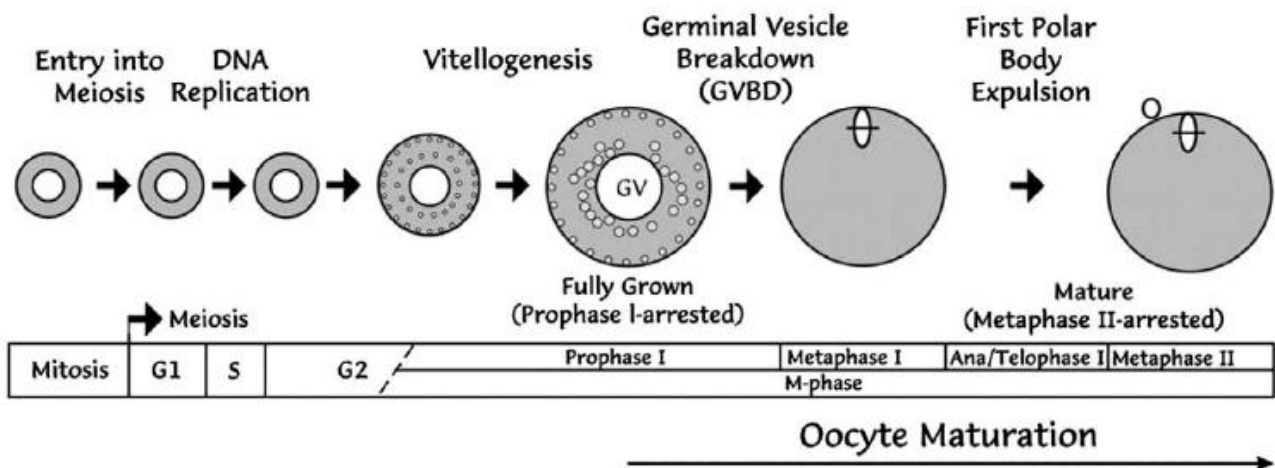 Entry into
Meiosis
DNA
Replication
Vitellogenesis
Germinal Vesicle
Breakdown
(GVBD)
First Polar
Body
Expulsion
GV
Fully Grown
(Prophase I-arrested)
Mature
(Metaphase II-arrested)
Meiosis
Mitosis
G1
S
G2
Prophase I
Metaphase I
Ana/Telophase I
Metaphase II
M-phase
Oocyte Maturation